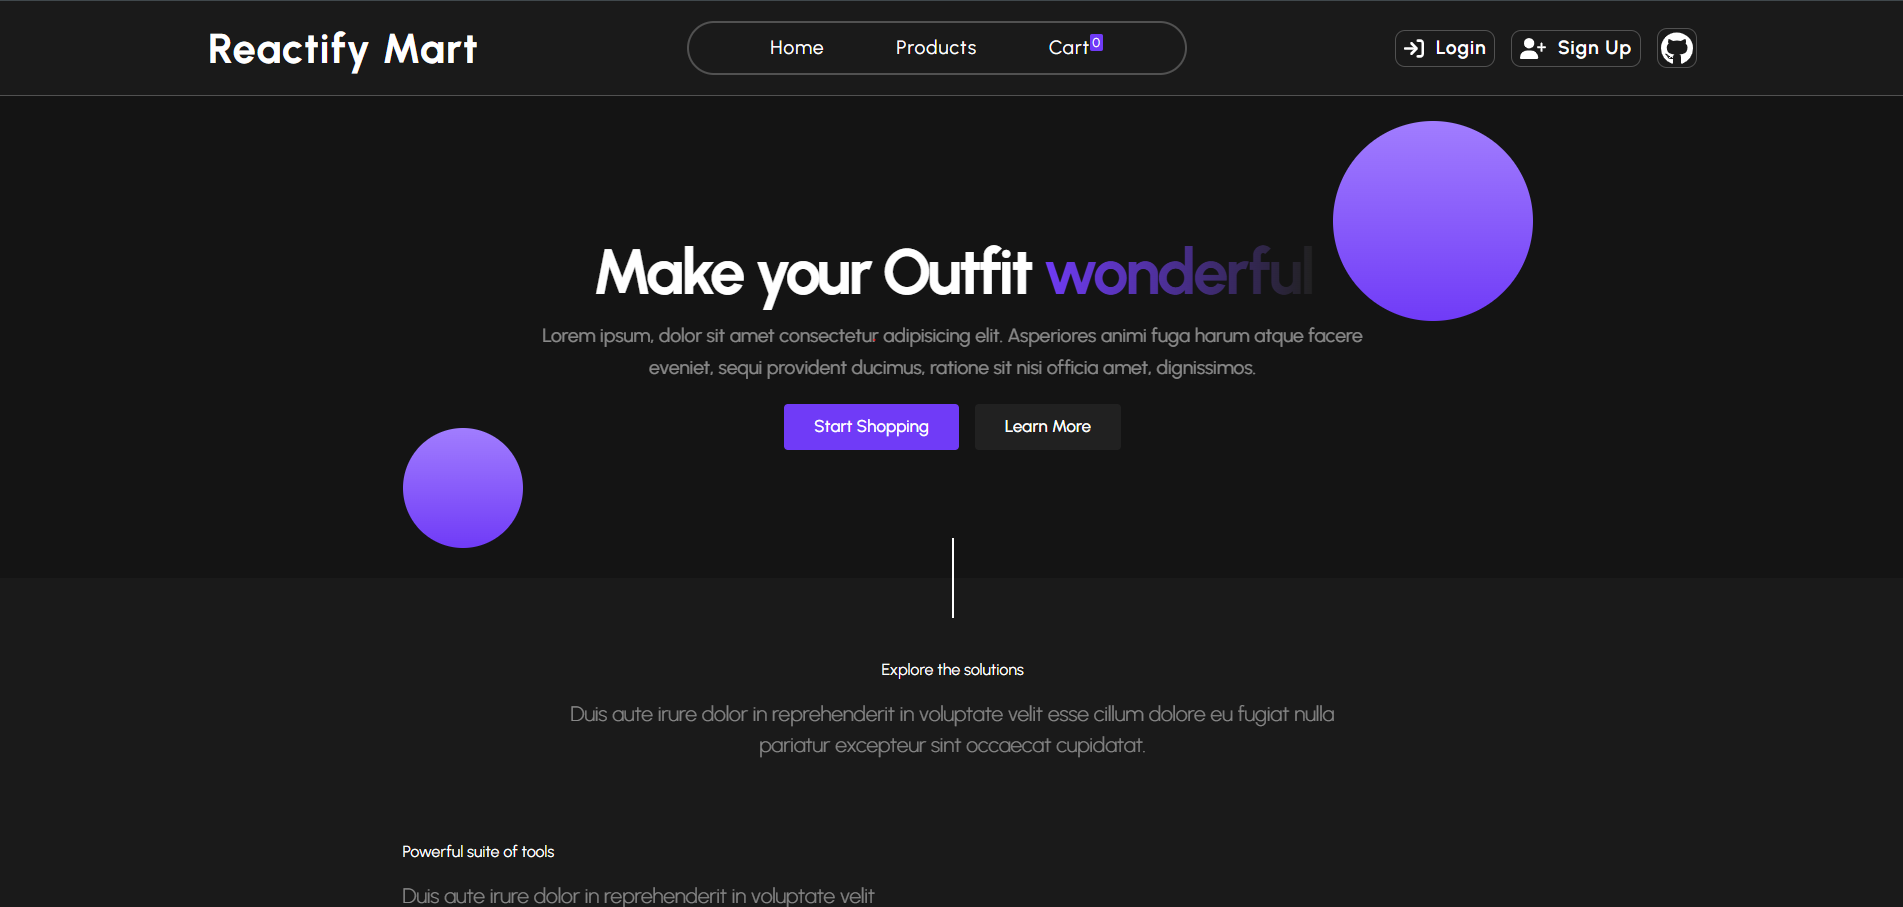 Reactify Mart
Home
Products
Cart 0
Login
Sign Up
Make your Outfit wonderful
Lorem ipsum, dolor sit amet consectetur adipisicing elit. Asperiores animi fuga harum atque facere
eveniet, sequi provident ducimus, ratione sit nisi officia amet, dignissimos.
Start Shopping
Learn More
Explore the solutions
Duis aute irure dolor in reprehenderit in voluptate velit esse cillum dolore eu fugiat nulla
pariatur excepteur sint occaecat cupidatat.
Powerful suite of tools
Duis aute irure dolor in reprehenderit in voluptate velit